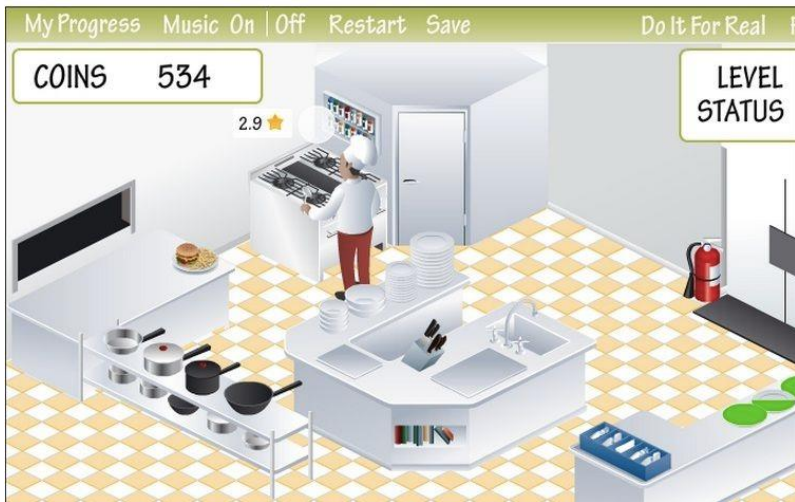 My Progress Music On | Off Restart Save Do It For Real
COINS 534
LEVEL
STATUS
2.9